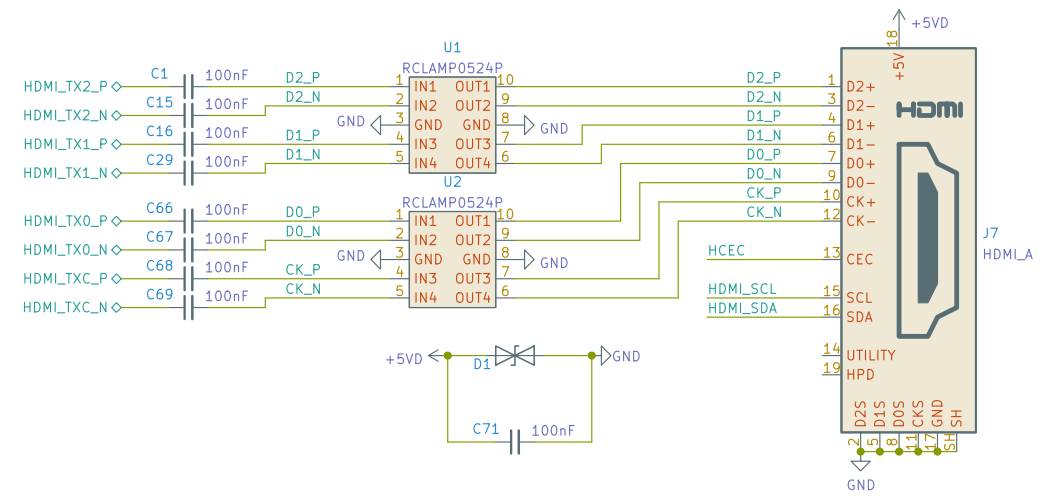 +5VD
18
+5V
U1
RCLAMP0524P
HDMI_TX2_P C1 100nF D2_P 1 IN1 OUT1 10 D2_P 1 D2+
HDMI_TX2_N C15 100nF D2_N 2 IN2 OUT2 9 D2_N 3 D2-
GND 3 GND GND 8 GND D1_P 4 D1+
HDMI_TX1_P C16 100nF D1_P 4 IN3 OUT3 7 D1_N 6 D1-
HDMI_TX1_N C29 100nF D1_N 5 IN4 OUT4 6 D0_P 7 D0+
HDMI
U2
RCLAMP0524P
D0_N 9 D0-
CK_P 10 CK+
CK_N 12 CK-
HDMI_TX0_P C66 100nF D0_P 1 IN1 OUT1 10
HDMI_TX0_N C67 100nF D0_N 2 IN2 OUT2 9
GND 3 GND GND 8 GND
HDMI_TXC_P C68 100nF CK_P 4 IN3 OUT3 7
HDMI_TXC_N C69 100nF CK_N 5 IN4 OUT4 6
J7
HDMI_A
HCEC 13 CEC
HDMI_SCL 15 SCL
HDMI_SDA 16 SDA
14 UTILITY
19 HPD
+5VD D1 GND
C71 100nF
D2S D1S D0S CKS GND SH
2 5 8 11 17 SH
GND